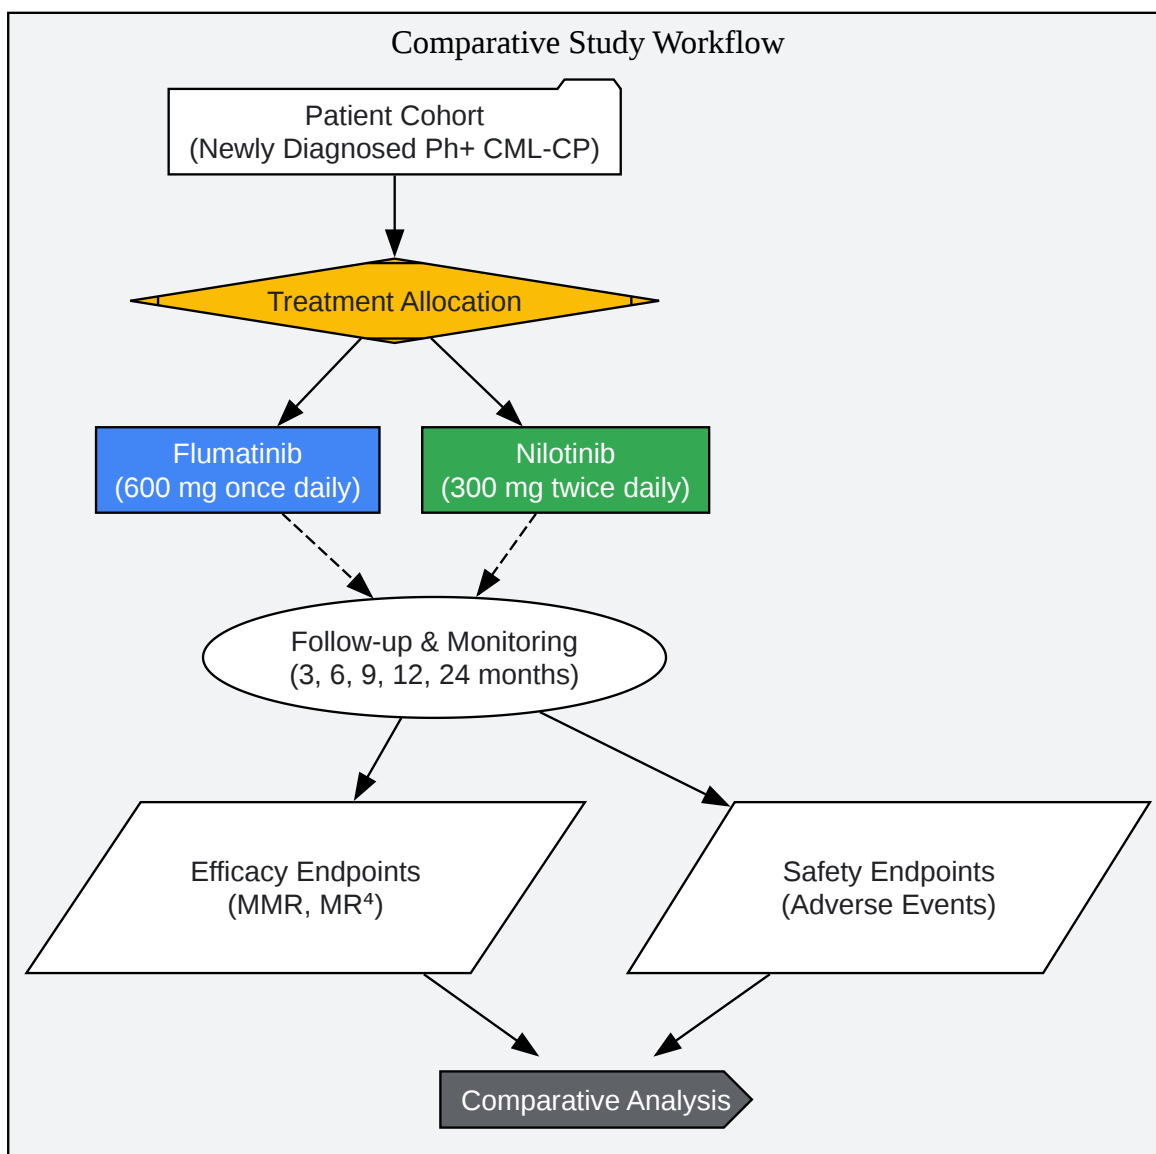 Comparative Study Workflow
Patient Cohort
(Newly Diagnosed Ph+ CML-CP)
Treatment Allocation
Flumatinib
(600 mg once daily)
Nilotinib
(300 mg twice daily)
Follow-up & Monitoring
(3, 6, 9, 12, 24 months)
Efficacy Endpoints
(MMR, MR⁴)
Safety Endpoints
(Adverse Events)
Comparative Analysis